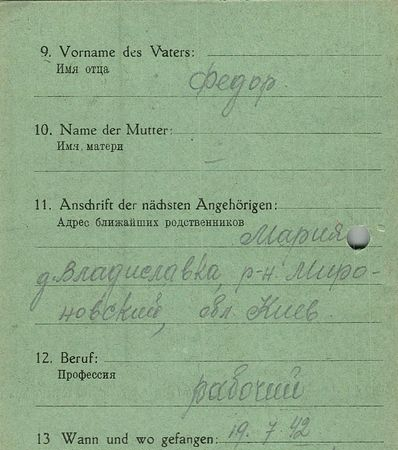 9. Vorname des Vaters:
Имя отца
Федор.
10. Name der Mutter:
Имя матери
—
11. Anschrift der nächsten Angehörigen:
Адрес ближайших родственников
Мария
д. Владиславка, р-н. Миро-
новский, обл. Киев.
12. Beruf:
Профессия
рабочий
13 Wann und wo gefangen: 19. 7. 42